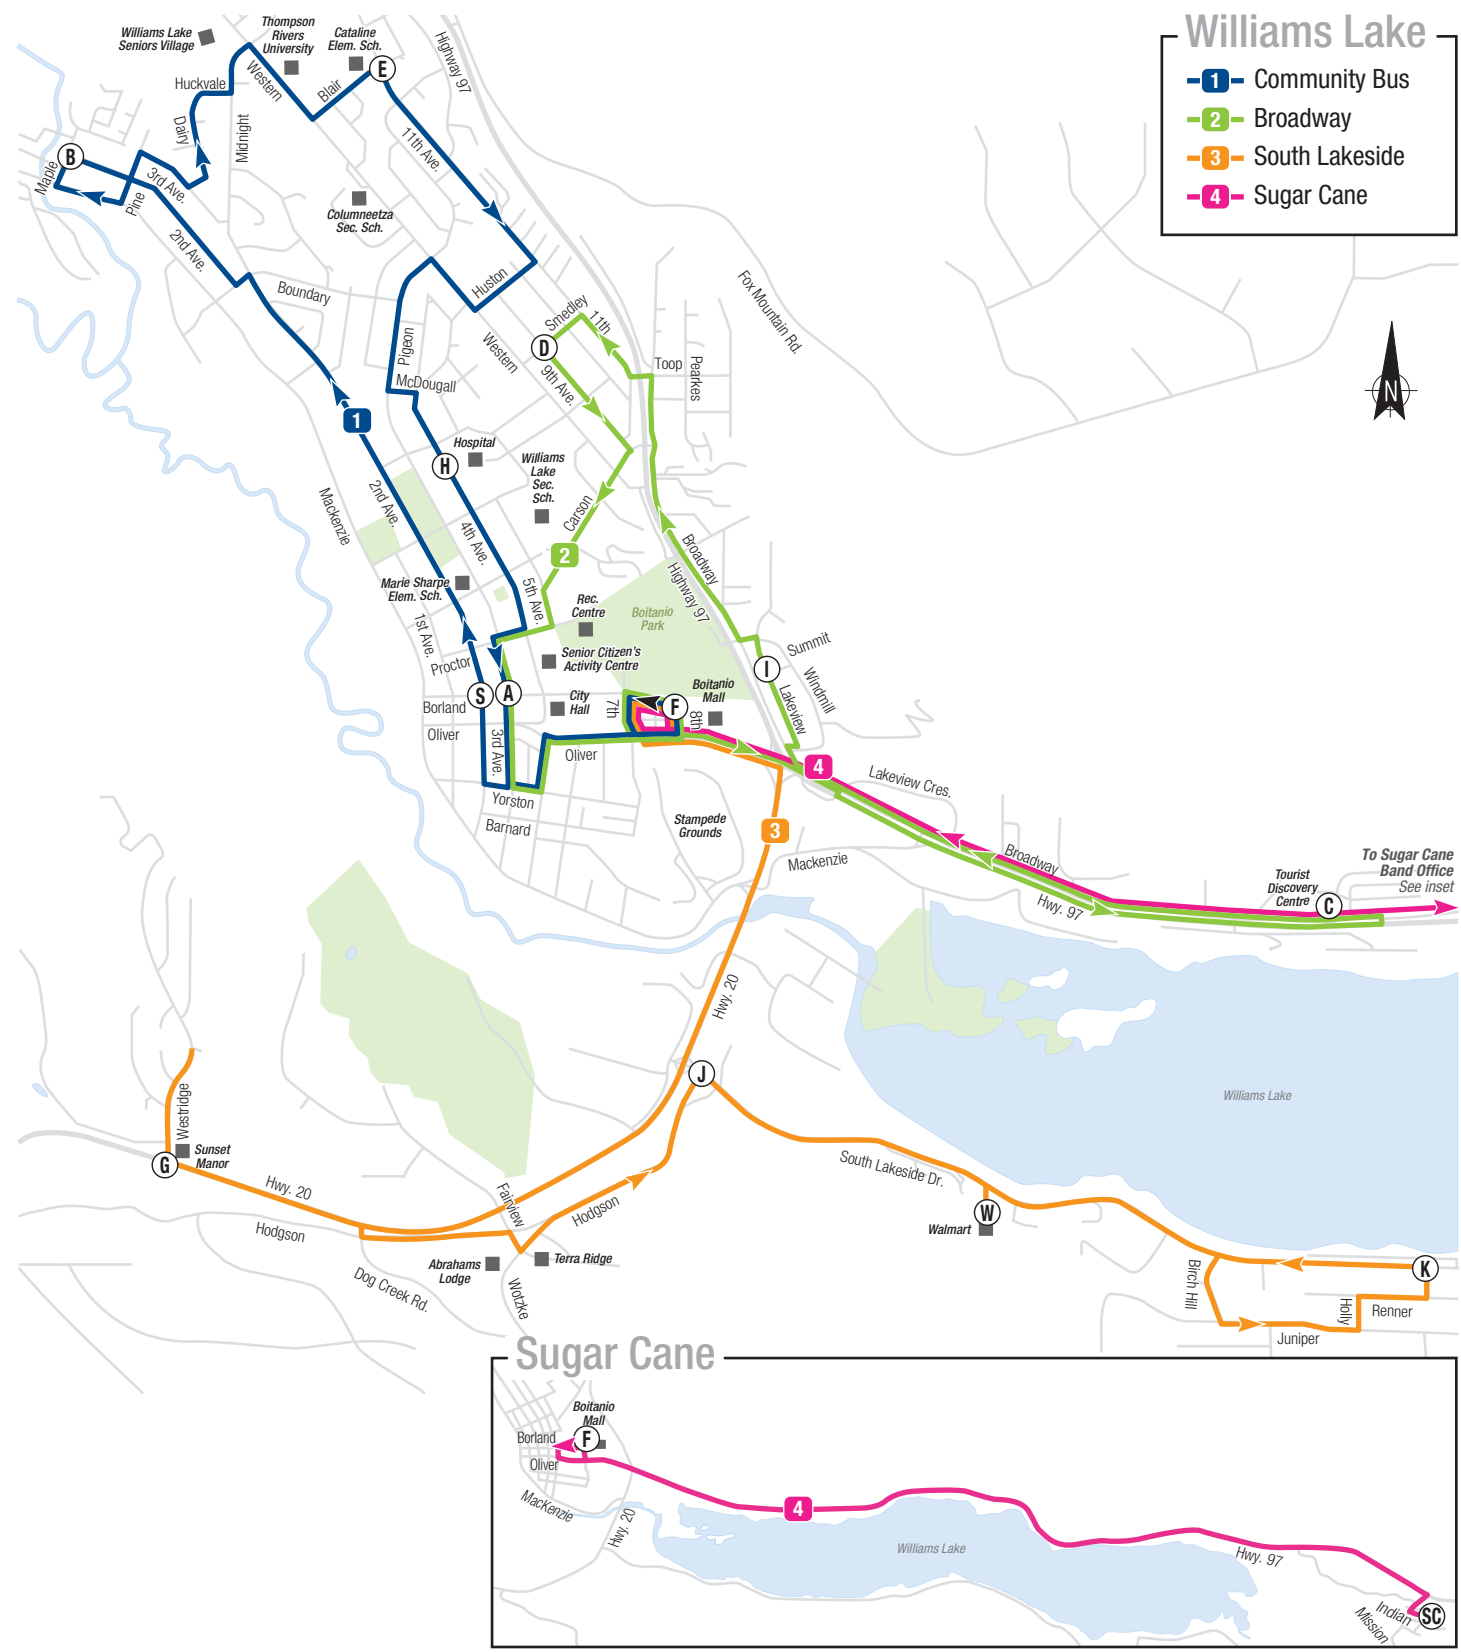 Williams Lake
1 Community Bus
2 Broadway
3 South Lakeside
4 Sugar Cane
Williams Lake
Seniors Village
Thompson
Rivers
University
Cataline
Elem. Sch.
E
Highway 97
Huckvale
Western
Blair
Dairy
Midnight
11th Ave.
B
Maple
3rd Ave.
Pine
Columneetza
Sec. Sch.
2nd Ave.
Boundary
Huston
Fox Mountain Rd.
Smedley
11th
D
Pigeon
Western
Toop
Pearkes
9th Ave.
McDougall
N
1
Hospital
H
Williams
Lake
Sec.
Sch.
Mackenzie
2nd Ave.
4th Ave.
Carson
2
Broadway
Highway 97
Marie Sharpe
Elem. Sch.
5th Ave.
Rec.
Centre
Boitanio
Park
1st Ave.
Proctor
Senior Citizen's
Activity Centre
Summit
I
Windmill
Lakeview
S
A
Borland
City
Hall
7th
F
8th
Boitanio
Mall
Oliver
3rd Ave.
Oliver
4
Lakeview Cres.
Yorston
Barnard
Stampede
Grounds
3
Mackenzie
Broadway
Hwy. 97
Tourist
Discovery
Centre
C
To Sugar Cane
Band Office
See inset
Hwy. 20
J
Williams Lake
Westridge
Sunset
Manor
G
Hwy. 20
Hodgson
Fairview
Hodgson
South Lakeside Dr.
W
Walmart
Abrahams
Lodge
Terra Ridge
Dog Creek Rd.
Wotzke
K
Birch Hill
Holly
Renner
Juniper
Sugar Cane
Boitanio
Mall
Borland
F
Oliver
Mackenzie
Hwy. 20
4
Williams Lake
Hwy. 97
Indian
Mission
SC